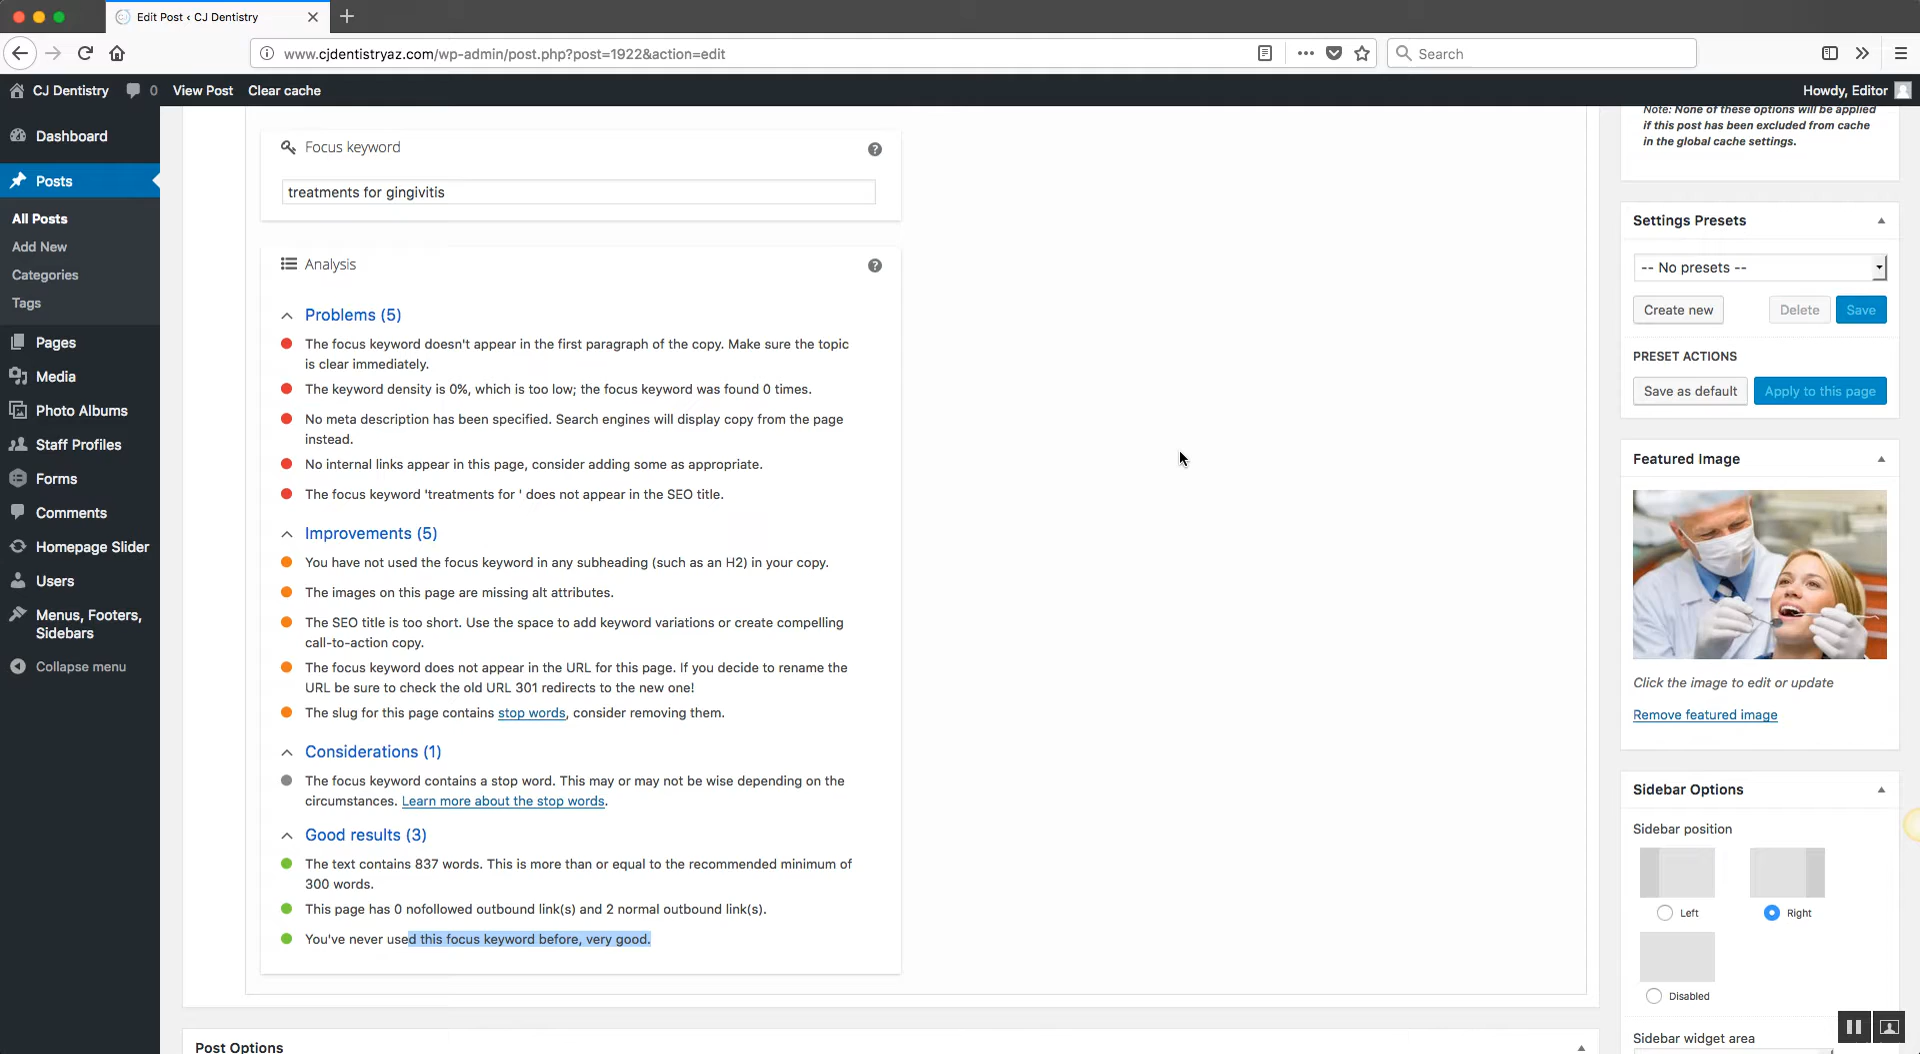 Edit Post ‹ CJ Dentistry
www.cjdentistryaz.com/wp-admin/post.php?post=1922&action=edit
Search
CJ Dentistry
0
View Post
Clear cache
Howdy, Editor
Dashboard
Posts
All Posts
Add New
Categories
Tags
Pages
Media
Photo Albums
Staff Profiles
Forms
Comments
Homepage Slider
Users
Menus, Footers,
Sidebars
Collapse menu
Focus keyword
treatments for gingivitis
Analysis
Problems (5)
The focus keyword doesn't appear in the first paragraph of the copy. Make sure the topic
is clear immediately.
The keyword density is 0%, which is too low; the focus keyword was found 0 times.
No meta description has been specified. Search engines will display copy from the page
instead.
No internal links appear in this page, consider adding some as appropriate.
The focus keyword 'treatments for ' does not appear in the SEO title.
Improvements (5)
You have not used the focus keyword in any subheading (such as an H2) in your copy.
The images on this page are missing alt attributes.
The SEO title is too short. Use the space to add keyword variations or create compelling
call-to-action copy.
The focus keyword does not appear in the URL for this page. If you decide to rename the
URL be sure to check the old URL 301 redirects to the new one!
The slug for this page contains stop words, consider removing them.
Considerations (1)
The focus keyword contains a stop word. This may or may not be wise depending on the
circumstances. Learn more about the stop words.
Good results (3)
The text contains 837 words. This is more than or equal to the recommended minimum of
300 words.
This page has 0 nofollowed outbound link(s) and 2 normal outbound link(s).
You've never used this focus keyword before, very good.
Post Options
Note: None of these options will be applied
if this post has been excluded from cache
in the global cache settings.
Settings Presets
-- No presets --
Create new
Delete
Save
PRESET ACTIONS
Save as default
Apply to this page
Featured Image
Click the image to edit or update
Remove featured image
Sidebar Options
Sidebar position
Left
Right
Disabled
Sidebar widget area